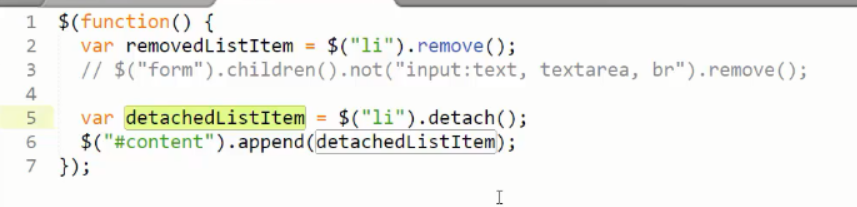 1 $(function() {
2 var removedListItem = $("li").remove();
3 // $("form").children().not("input:text, textarea, br").remove();
4
5 var detachedListItem = $("li").detach();
6 $("#content").append(detachedListItem);
7 });